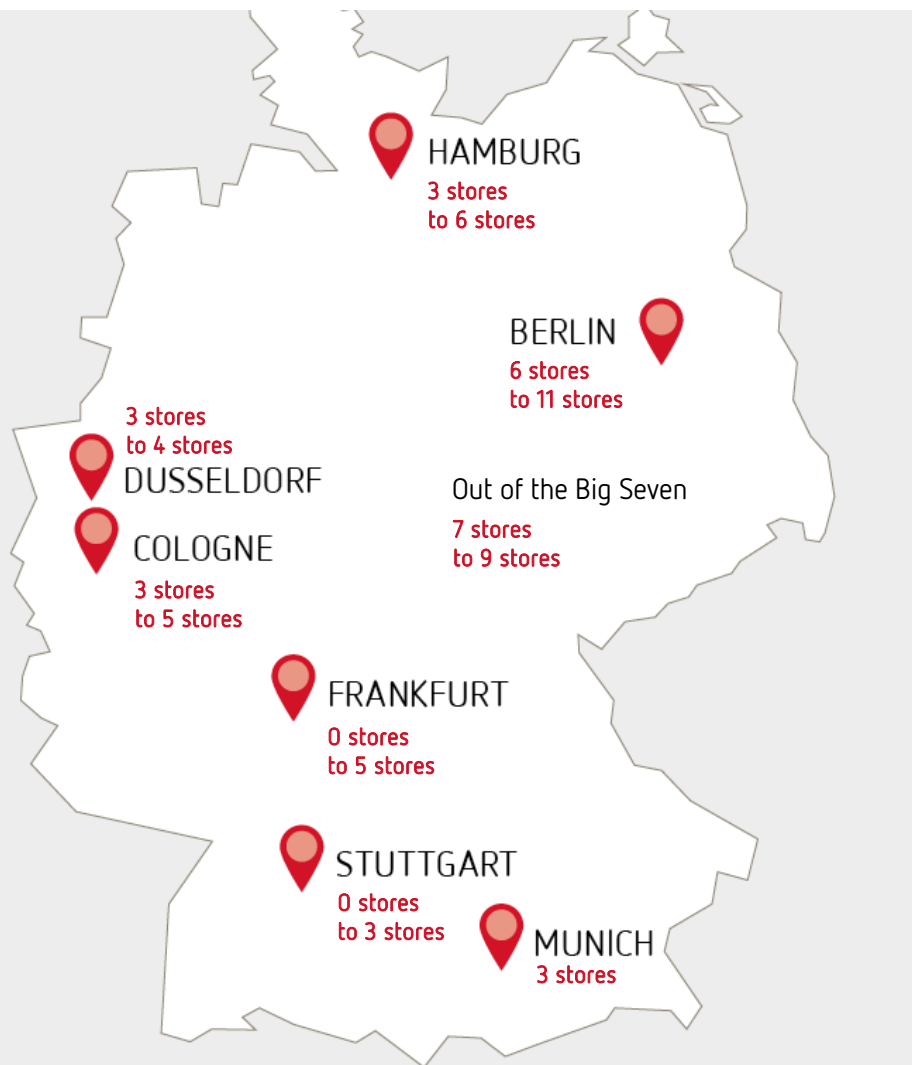 HAMBURG
3 stores
to 6 stores
BERLIN
6 stores
to 11 stores
3 stores
to 4 stores
DUSSELDORF
Out of the Big Seven
7 stores
to 9 stores
COLOGNE
3 stores
to 5 stores
FRANKFURT
0 stores
to 5 stores
STUTTGART
0 stores
to 3 stores
MUNICH
3 stores